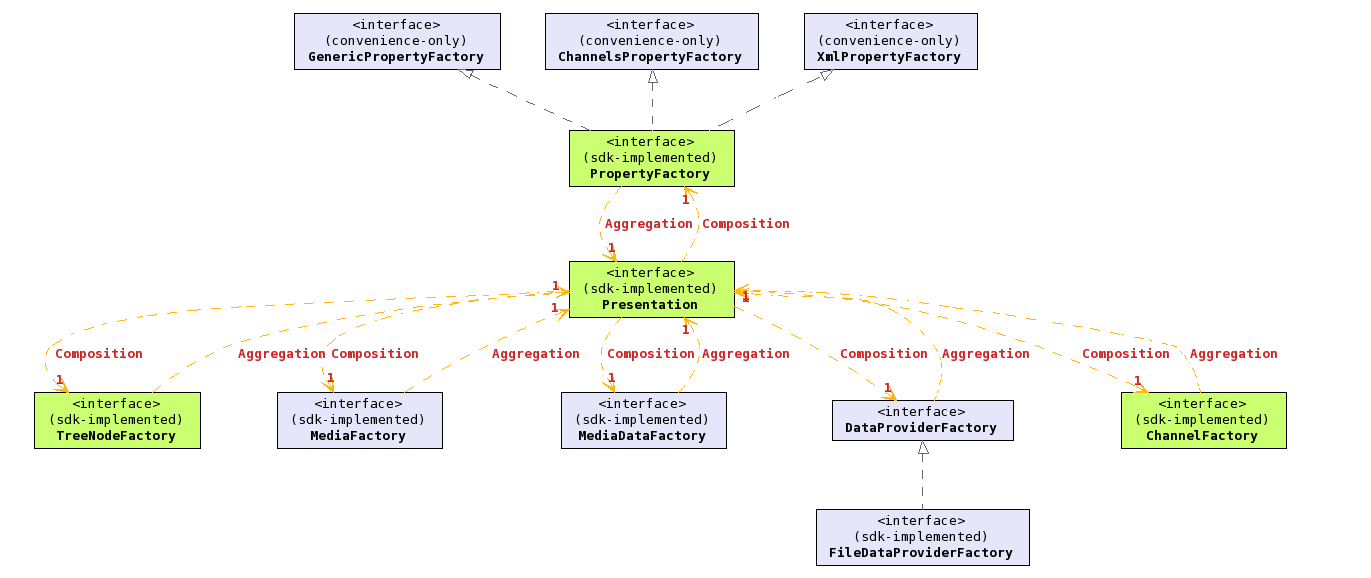 <interface>
(convenience-only)
GenericPropertyFactory
<interface>
(convenience-only)
ChannelsPropertyFactory
<interface>
(convenience-only)
XmlPropertyFactory
<interface>
(sdk-implemented)
PropertyFactory
1
Aggregation
Composition
1
<interface>
(sdk-implemented)
Presentation
1
1
1
1
1
Composition
Aggregation
Composition
Aggregation
Composition
Aggregation
Composition
Aggregation
Composition
Aggregation
1
1
1
1
1
<interface>
(sdk-implemented)
TreeNodeFactory
<interface>
(sdk-implemented)
MediaFactory
<interface>
(sdk-implemented)
MediaDataFactory
<interface>
DataProviderFactory
<interface>
(sdk-implemented)
ChannelFactory
<interface>
(sdk-implemented)
FileDataProviderFactory